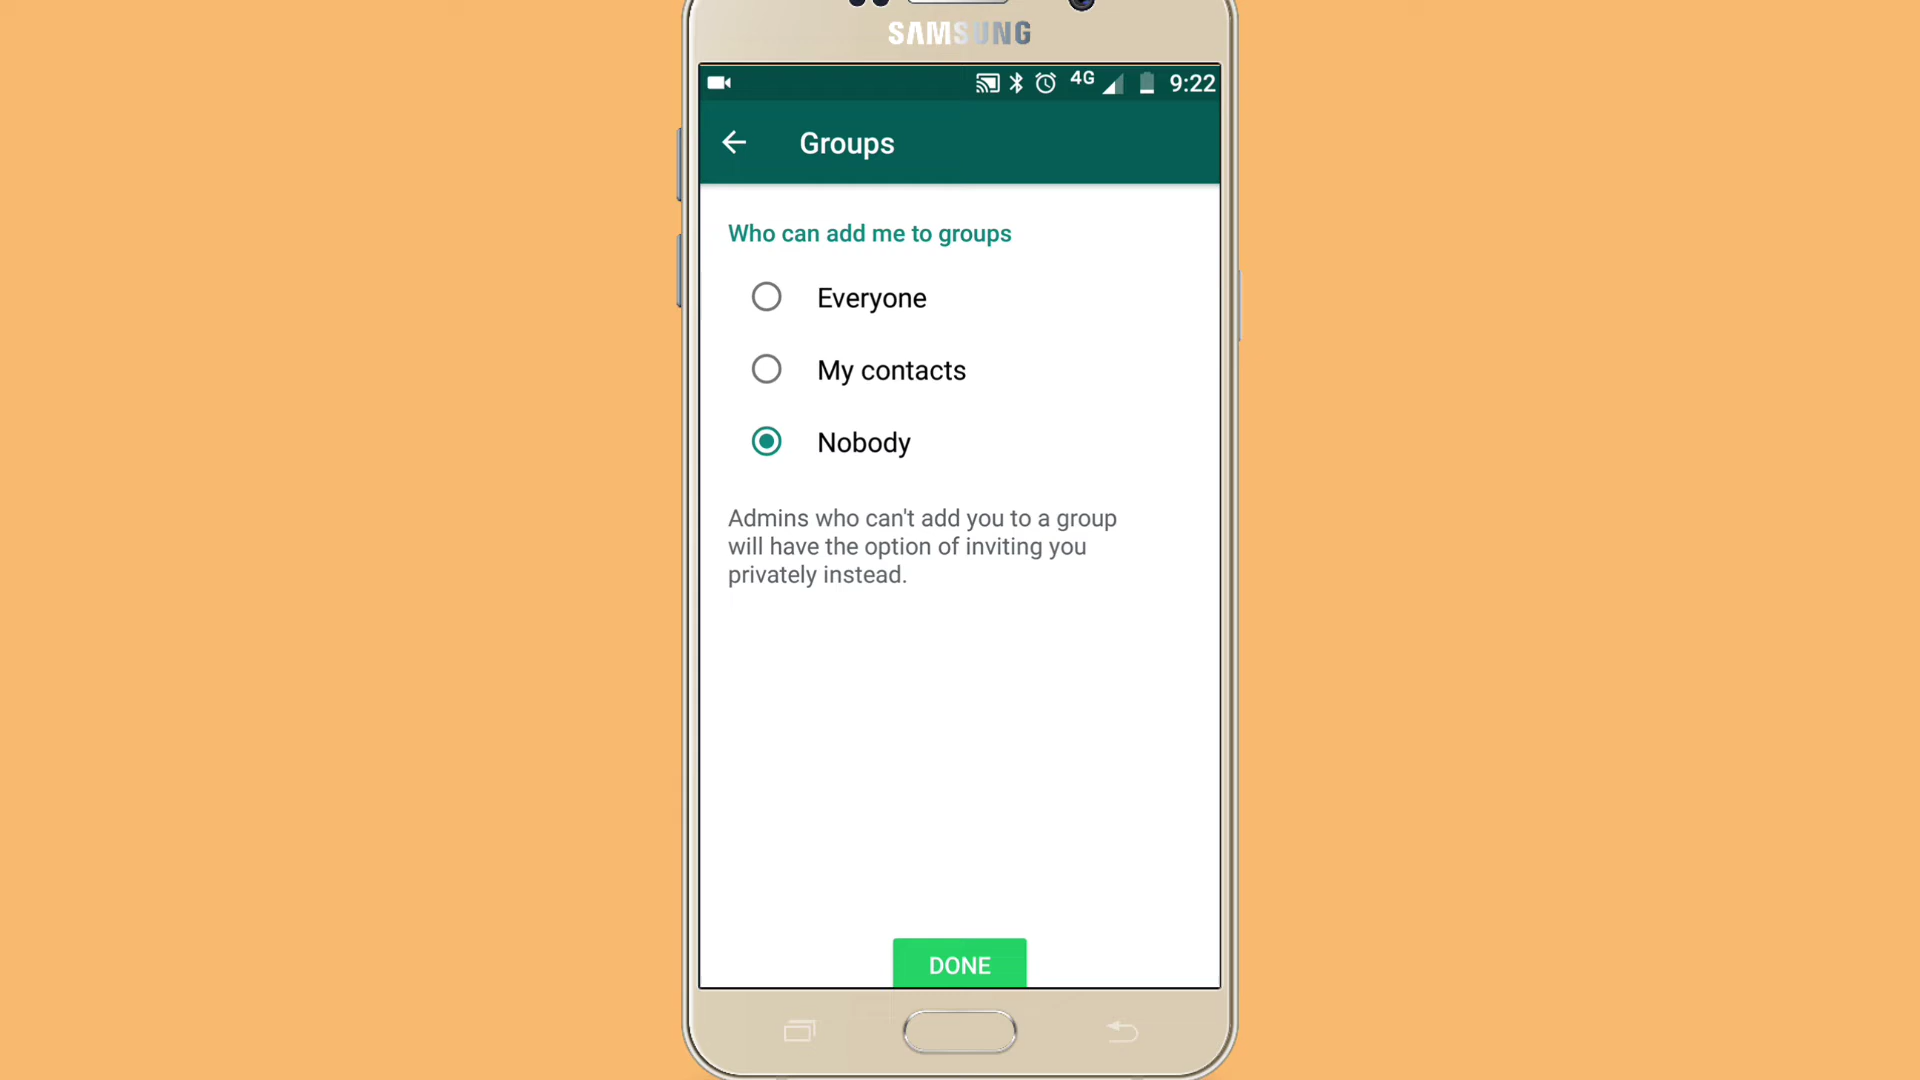 SAMSUNG
4G 9:22
Groups
Who can add me to groups
Everyone
My contacts
Nobody
Admins who can't add you to a group
will have the option of inviting you
privately instead.
DONE